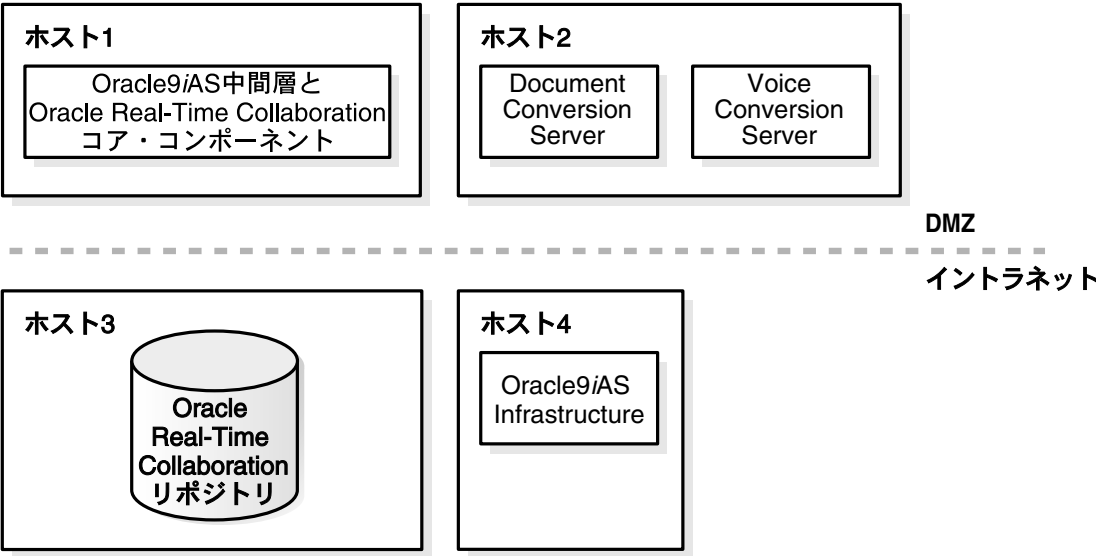 ホスト1
Oracle9iAS中間層と
Oracle Real-Time Collaboration
コア・コンポーネント
ホスト2
Document
Conversion
Server
Voice
Conversion
Server
DMZ
イントラネット
ホスト3
Oracle
Real-Time
Collaboration
リポジトリ
ホスト4
Oracle9iAS
Infrastructure